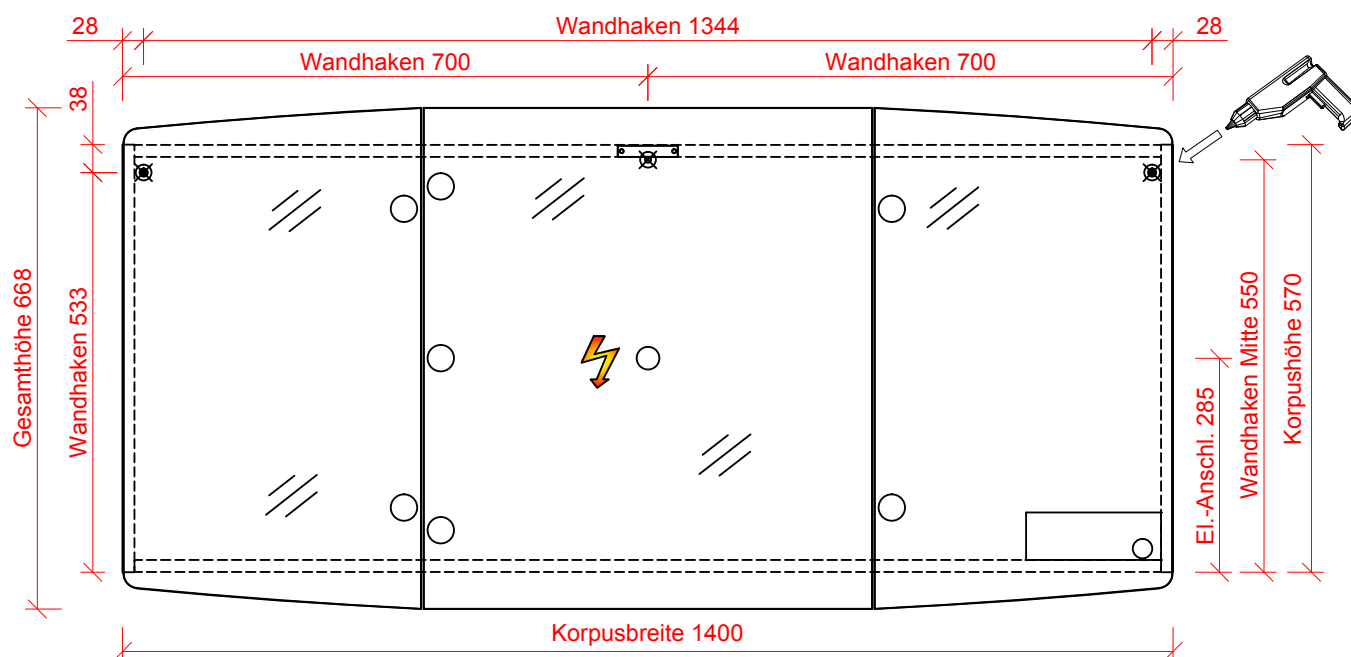 28
Wandhaken 1344
28
Wandhaken 700
Wandhaken 700
38
Gesamthöhe 668
Wandhaken 533
El.-Anschl. 285
Wandhaken Mitte 550
Korpushöhe 570
Korpusbreite 1400